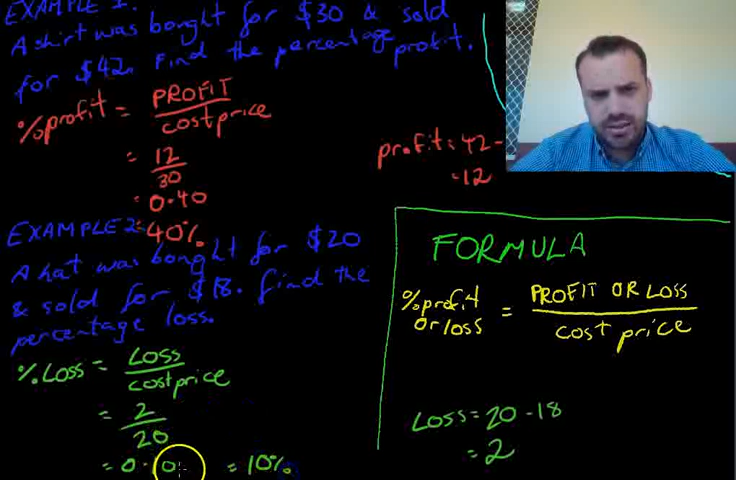 EXAMPLE 1.
A shirt was bought for $30 & sold
for $42. Find the percentage profit.
%profit = PROFIT
cost price
= 12
30
= 0.40
= 40%
profit = 42 -
= 12
EXAMPLE 2:
A hat was bought for $20
& sold for $18. find the
percentage loss.
%Loss = LOSS
cost price
= 2
20
= 0.10 = 10%
FORMULA
%profit or loss = PROFIT OR LOSS
cost price
LOSS = 20 - 18
= 2